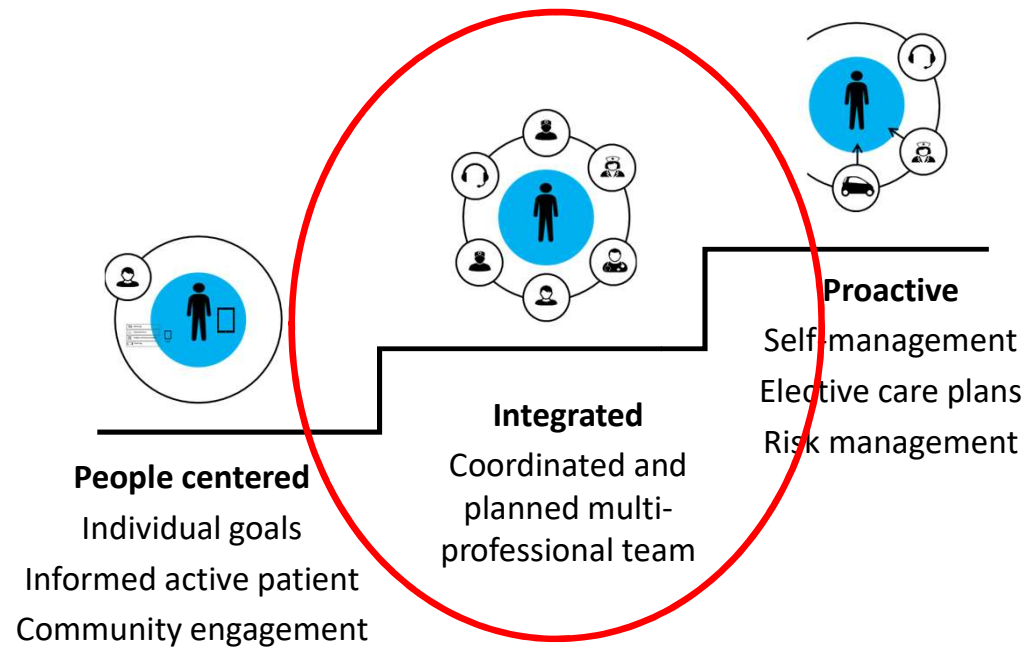 People centered
Individual goals
Informed active patient
Community engagement
Integrated
Coordinated and
planned multi-
professional team
Proactive
Self-management
Elective care plans
Risk management